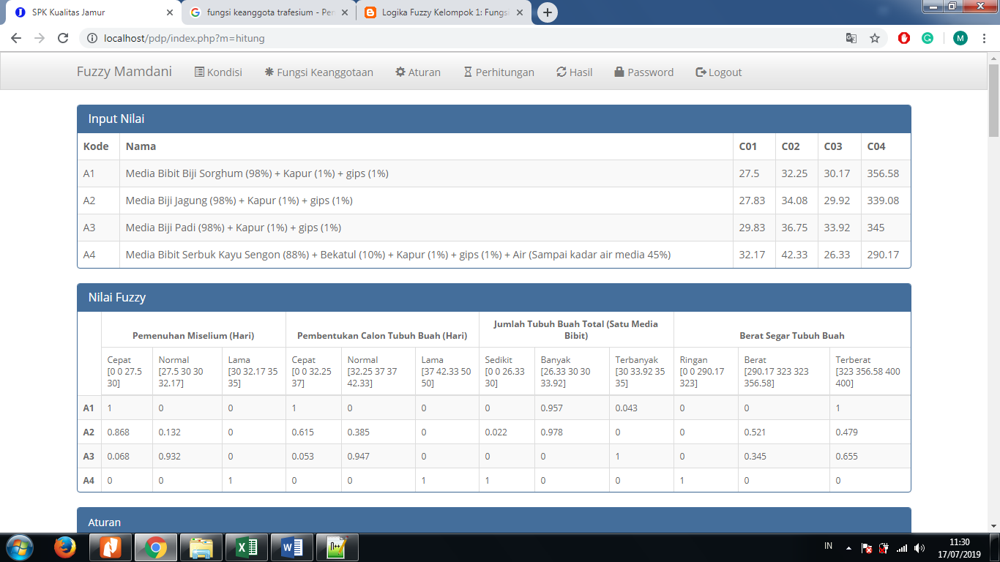 SPK Kualitas Jamur
fungsi keanggota trafesium - Pen
Logika Fuzzy Kelompok 1: Fungs
localhost/pdp/index.php?m=hitung
M
Fuzzy Mamdani Kondisi Fungsi Keanggotaan Aturan Perhitungan Hasil Password Logout
Input Nilai
Kode Nama C01 C02 C03 C04
A1 Media Bibit Biji Sorghum (98%) + Kapur (1%) + gips (1%) 27.5 32.25 30.17 356.58
A2 Media Biji Jagung (98%) + Kapur (1%) + gips (1%) 27.83 34.08 29.92 339.08
A3 Media Biji Padi (98%) + Kapur (1%) + gips (1%) 29.83 36.75 33.92 345
A4 Media Bibit Serbuk Kayu Sengon (88%) + Bekatul (10%) + Kapur (1%) + gips (1%) + Air (Sampai kadar air media 45%) 32.17 42.33 26.33 290.17
Nilai Fuzzy
Pemenuhan Miselium (Hari) Pembentukan Calon Tubuh Buah (Hari) Jumlah Tubuh Buah Total (Satu Media
Bibit) Berat Segar Tubuh Buah
Cepat Normal Lama Cepat Normal Lama Sedikit Banyak Terbanyak Ringan Berat Terberat
[0 0 27.5 [27.5 30 30 [30 32.17 35 [0 0 32.25 [32.25 37 37 [37 42.33 50 [0 0 26.33 [26.33 30 30 [30 33.92 35 [0 0 290.17 [290.17 323 323 [323 356.58 400
30] 32.17] 35] 37] 42.33] 50] 30] 33.92] 35] 323] 356.58] 400]
A1 1 0 0 1 0 0 0 0.957 0.043 0 0 1
A2 0.868 0.132 0 0.615 0.385 0 0.022 0.978 0 0 0.521 0.479
A3 0.068 0.932 0 0.053 0.947 0 0 0 1 0 0.345 0.655
A4 0 0 1 0 0 1 1 0 0 1 0 0
Aturan
IN
11:30
17/07/2019